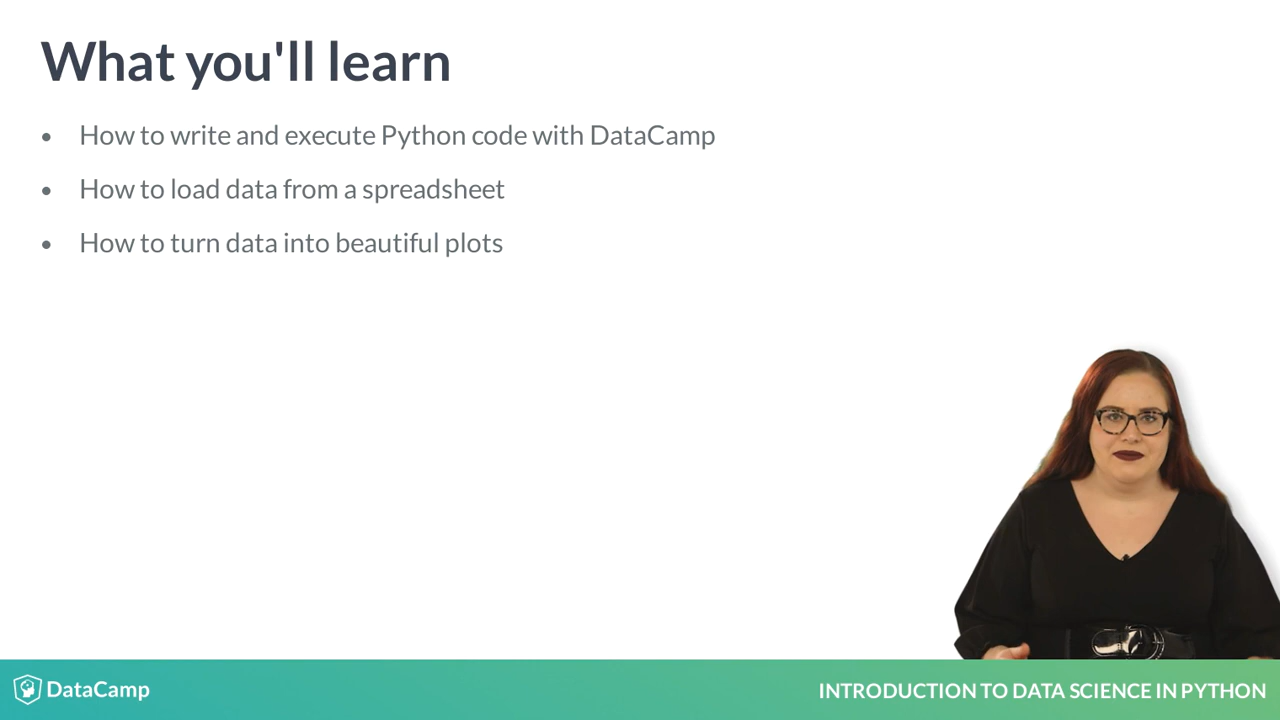 What you'll learn
• How to write and execute Python code with DataCamp
• How to load data from a spreadsheet
• How to turn data into beautiful plots
DataCamp
INTRODUCTION TO DATA SCIENCE IN PYTHON